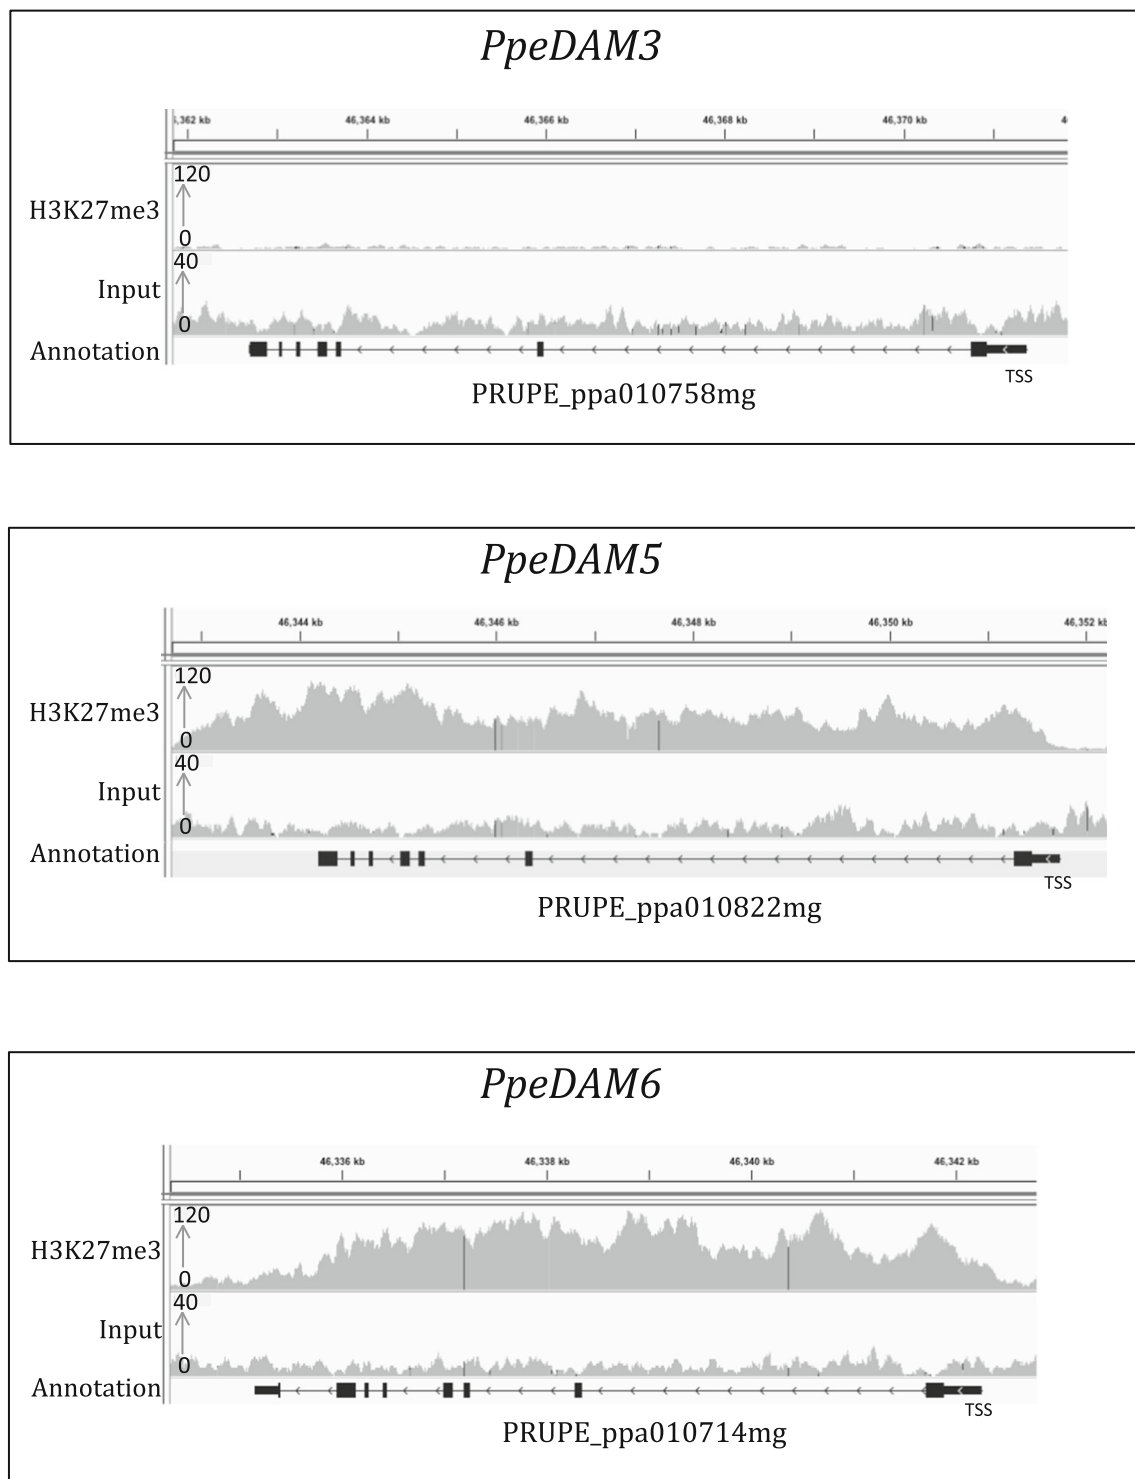 PpeDAM3
5,362 kb 46,364 kb 46,366 kb 46,368 kb 46,370 kb 4
120
H3K27me3
0
40
Input
0
Annotation
TSS
PRUPE_ppa010758mg
PpeDAM5
46,344 kb 46,346 kb 46,348 kb 46,350 kb 46,352 kb
120
H3K27me3
0
40
Input
0
Annotation
TSS
PRUPE_ppa010822mg
PpeDAM6
46,336 kb 46,338 kb 46,340 kb 46,342 kb
120
H3K27me3
0
40
Input
0
Annotation
TSS
PRUPE_ppa010714mg